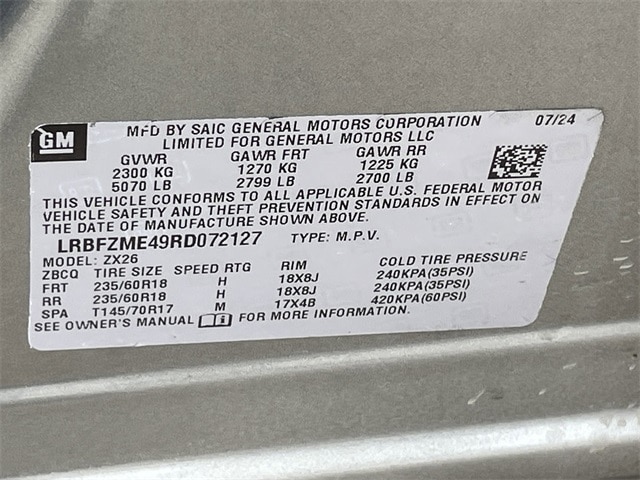 GM
MFD BY SAIC GENERAL MOTORS CORPORATION 07/24
LIMITED FOR GENERAL MOTORS LLC
GVWR GAWR FRT GAWR RR
2300 KG 1270 KG 1225 KG
5070 LB 2799 LB 2700 LB
THIS VEHICLE CONFORMS TO ALL APPLICABLE U.S. FEDERAL MOTOR
VEHICLE SAFETY AND THEFT PREVENTION STANDARDS IN EFFECT ON
THE DATE OF MANUFACTURE SHOWN ABOVE.
LRBFZME49RD072127 TYPE: M.P.V.
MODEL: ZX26
ZBCQ TIRE SIZE SPEED RTG RIM COLD TIRE PRESSURE
FRT 235/60R18 H 18X8J 240KPA(35PSI)
RR 235/60R18 H 18X8J 240KPA(35PSI)
SPA T145/70R17 M 17X4B 420KPA(60PSI)
SEE OWNER'S MANUAL FOR MORE INFORMATION.